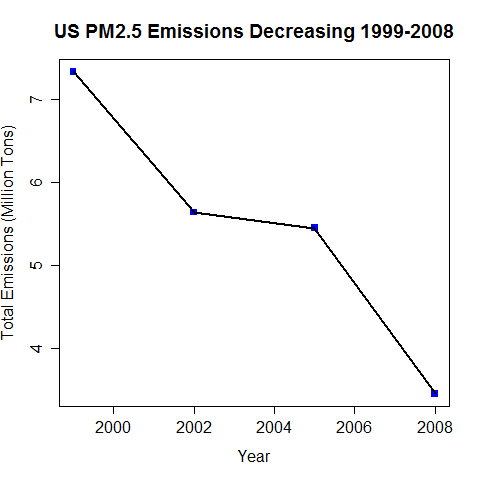 US PM2.5 Emissions Decreasing 1999-2008
Total Emissions (Million Tons)
7
6
5
4
2000 2002 2004 2006 2008
Year